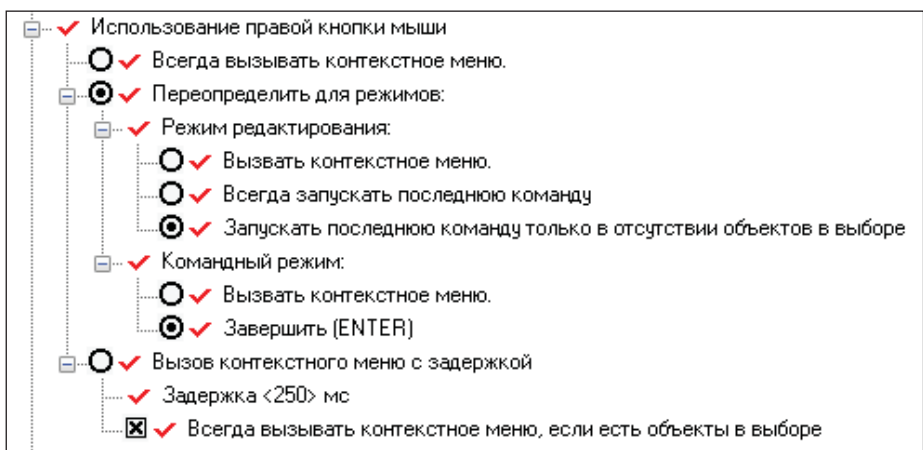 Использование правой кнопки мыши
Всегда вызывать контекстное меню.
Переопределить для режимов:
Режим редактирования:
Вызвать контекстное меню.
Всегда запускать последнюю команду
Запускать последнюю команду только в отсутствии объектов в выборе
Командный режим:
Вызвать контекстное меню.
Завершить (ENTER)
Вызов контекстного меню с задержкой
Задержка <250> мс
Всегда вызывать контекстное меню, если есть объекты в выборе